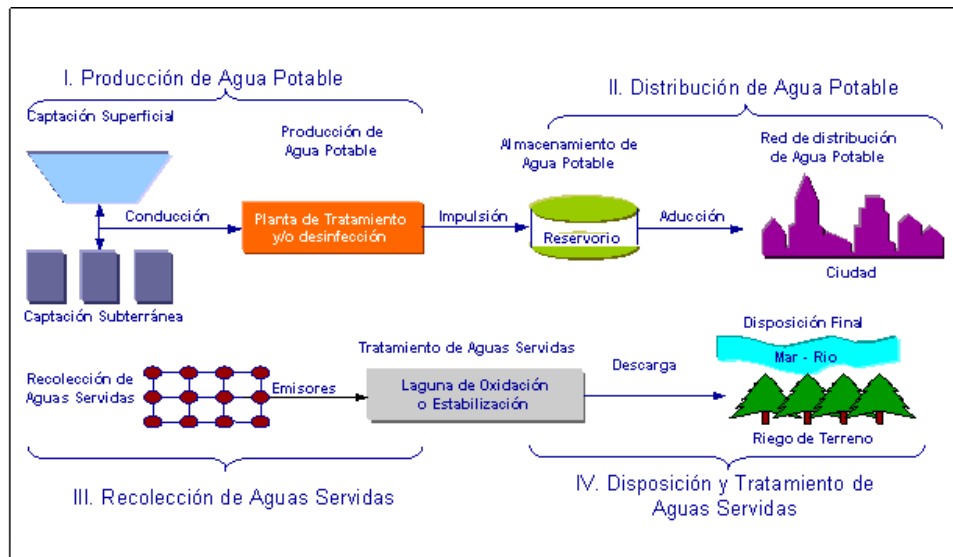 I. Producción de Agua Potable
II. Distribución de Agua Potable
Captación Superficial
Producción de
Agua Potable
Almacenamiento de
Agua Potable
Red de distribución
de Agua Potable
Conducción
Planta de Tratamiento
y/o desinfección
Impulsión
Reservorio
Aducción
Ciudad
Captación Subterránea
Disposición Final
Mar - Rio
Tratamiento de Aguas Servidas
Recolección de
Aguas Servidas
Emisores
Laguna de Oxidación
o Estabilización
Descarga
Riego de Terreno
III. Recolección de Aguas Servidas
IV. Disposición y Tratamiento de
Aguas Servidas